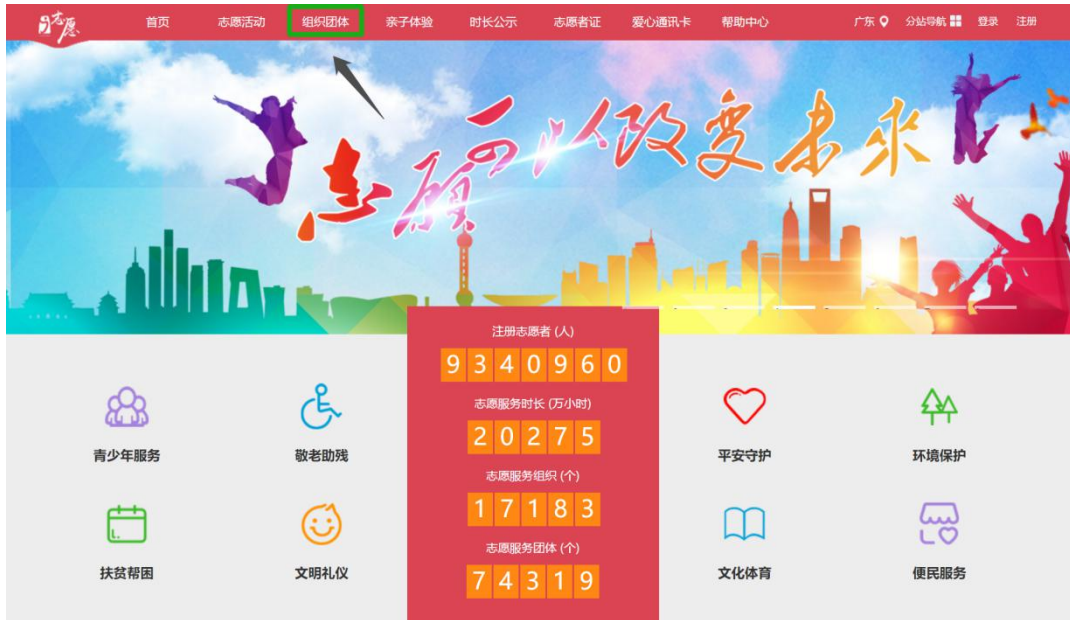 i志愿
首页 志愿活动 组织团体 亲子体验 时长公示 志愿者证 爱心通讯卡 帮助中心 广东 分站导航 登录 注册
志愿可以改变未来
注册志愿者 (人)
9340960
志愿服务时长 (万小时)
20275
志愿服务组织 (个)
17183
志愿服务团体 (个)
74319
青少年服务 敬老助残 平安守护 环境保护
扶贫帮困 文明礼仪 文化体育 便民服务